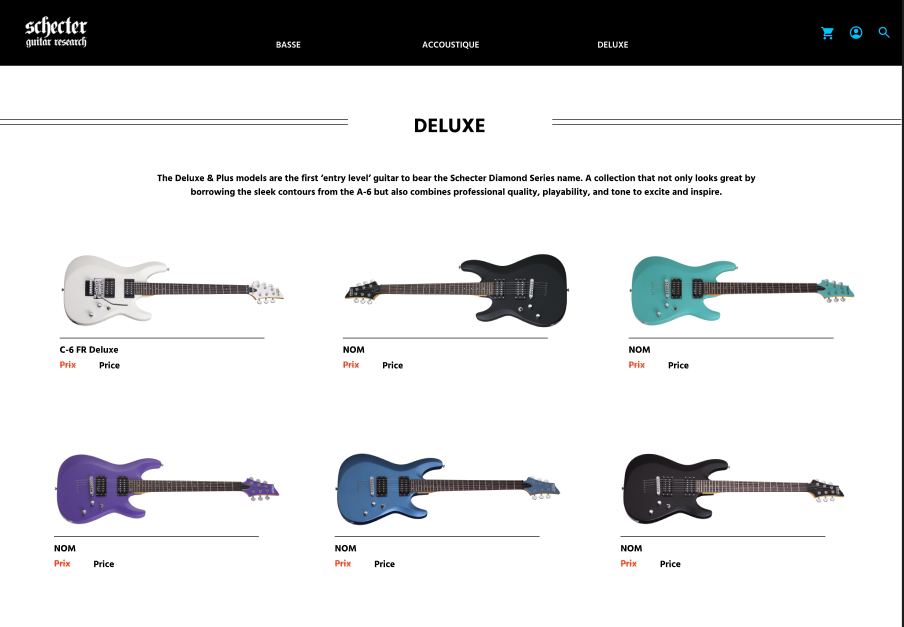 schecter
guitar research
BASSE ACCOUSTIQUE DELUXE
DELUXE
The Deluxe & Plus models are the first ‘entry level’ guitar to bear the Schecter Diamond Series name. A collection that not only looks great by
borrowing the sleek contours from the A-6 but also combines professional quality, playability, and tone to excite and inspire.
C-6 FR Deluxe
Prix Price
NOM
Prix Price
NOM
Prix Price
NOM
Prix Price
NOM
Prix Price
NOM
Prix Price